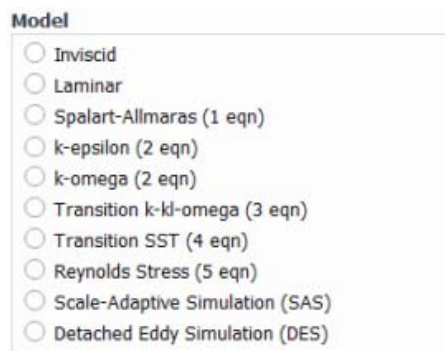 Model
Inviscid
Laminar
Spalart-Allmaras (1 eqn)
k-epsilon (2 eqn)
k-omega (2 eqn)
Transition k-kl-omega (3 eqn)
Transition SST (4 eqn)
Reynolds Stress (5 eqn)
Scale-Adaptive Simulation (SAS)
Detached Eddy Simulation (DES)